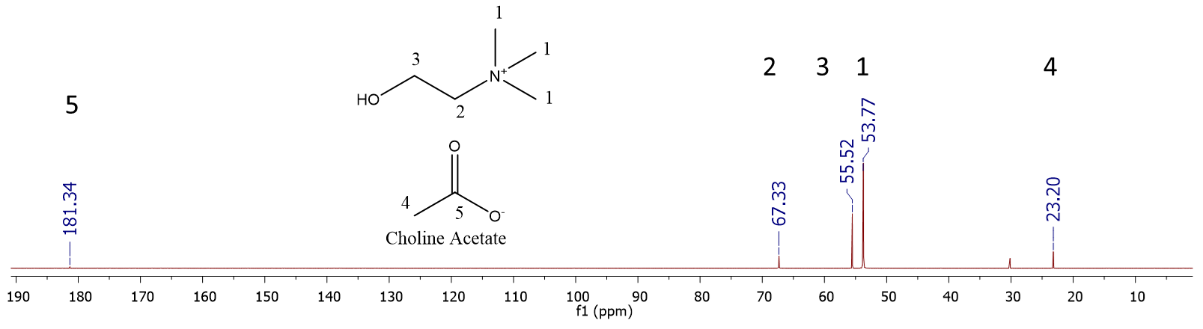 1
3
1
N+
HO
1
2
2 3 1 4
5
O
4
5
O-
Choline Acetate
181.34
67.33
55.52
53.77
23.20
190 180 170 160 150 140 130 120 110 100 90 80 70 60 50 40 30 20 10
f1 (ppm)